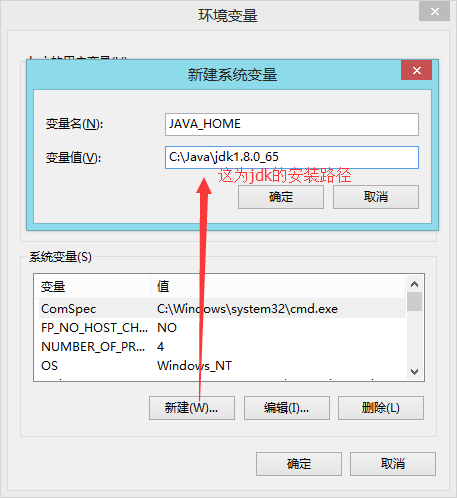 环境变量
新建系统变量
变量名(N):
JAVA_HOME
变量值(V):
C:\Java\jdk1.8.0_65
这为jdk的安装路径
确定
取消
系统变量(S)
变量 值
ComSpec C:\Windows\system32\cmd.exe
FP_NO_HOST_CH... NO
NUMBER_OF_PR... 4
OS Windows_NT
新建(W)...
编辑(I)...
删除(L)
确定
取消